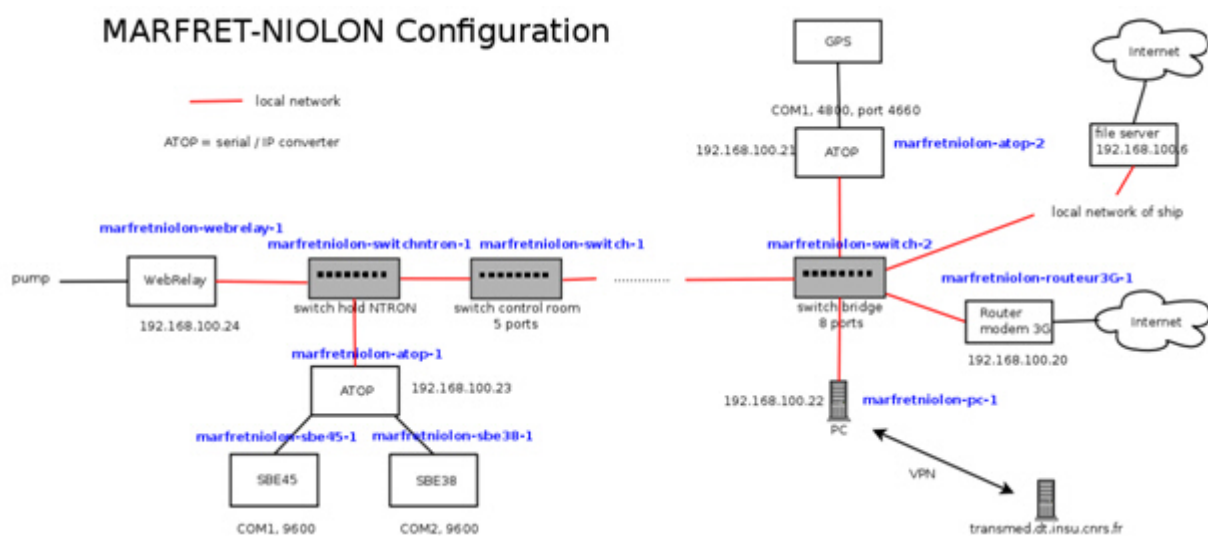 MARFRET-NIOLON Configuration
local network
ATOP = serial / IP converter
GPS
COM1, 4800, port 4660
192.168.100.21
ATOP
marfretniolon-atop-2
Internet
file server
192.168.100.6
local network of ship
marfretniolon-webrelay-1
marfretniolon-switchntron-1
marfretniolon-switch-1
marfretniolon-switch-2
marfretniolon-routeur3G-1
pump
WebRelay
192.168.100.24
switch hold NTRON
switch control room
5 ports
..............
switch bridge
8 ports
Router
modem 3G
192.168.100.20
Internet
marfretniolon-atop-1
ATOP
192.168.100.23
marfretniolon-sbe45-1
marfretniolon-sbe38-1
SBE45
SBE38
COM1, 9600
COM2, 9600
192.168.100.22
marfretniolon-pc-1
PC
VPN
transmed.dt.insu.cnrs.fr